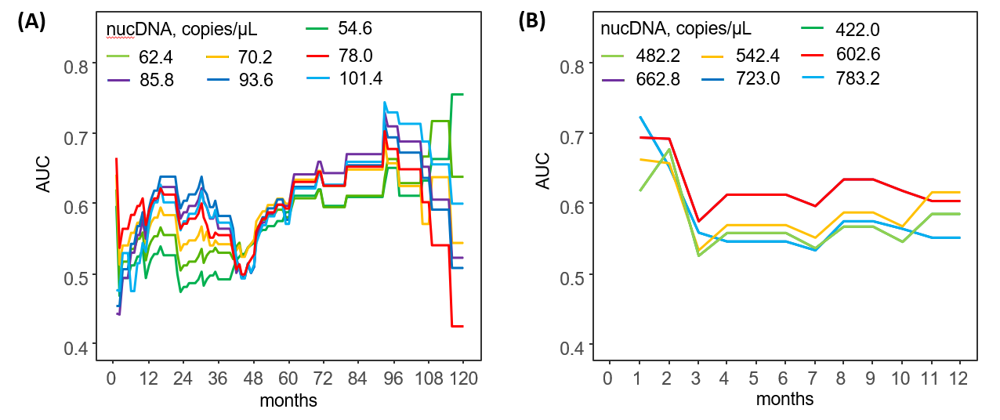 (A)
nucDNA, copies/µL 54.6
62.4 70.2 78.0
85.8 93.6 101.4
0.8
0.7
0.6
0.5
0.4
AUC
0 12 24 36 48 60 72 84 96 108 120
months
(B)
nucDNA, copies/µL 422.0
482.2 542.4 602.6
662.8 723.0 783.2
0.8
0.7
0.6
0.5
0.4
AUC
0 1 2 3 4 5 6 7 8 9 10 11 12
months